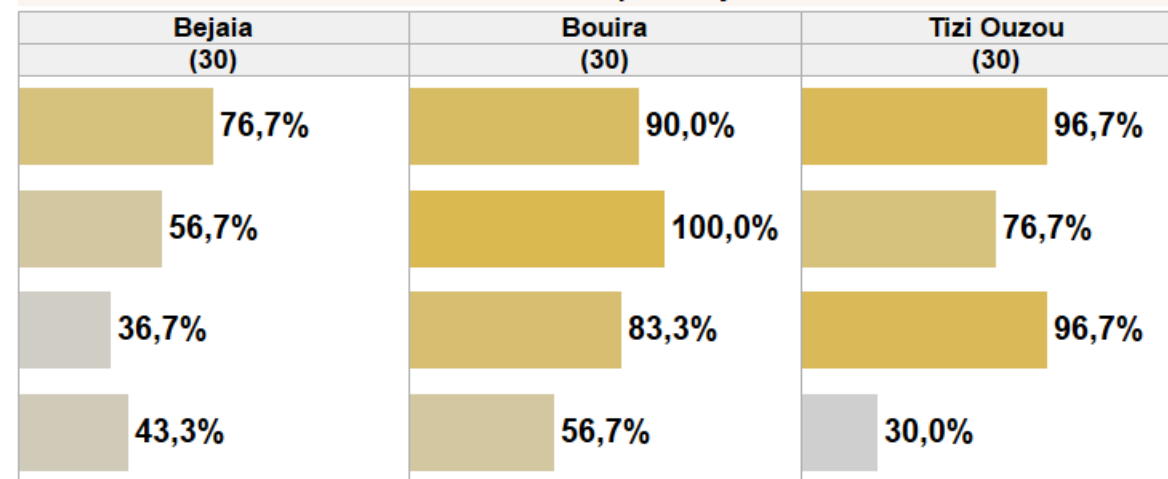 Bejaia Bouira Tizi Ouzou
(30) (30) (30)
76,7% 90,0% 96,7%
56,7% 100,0% 76,7%
36,7% 83,3% 96,7%
43,3% 56,7% 30,0%